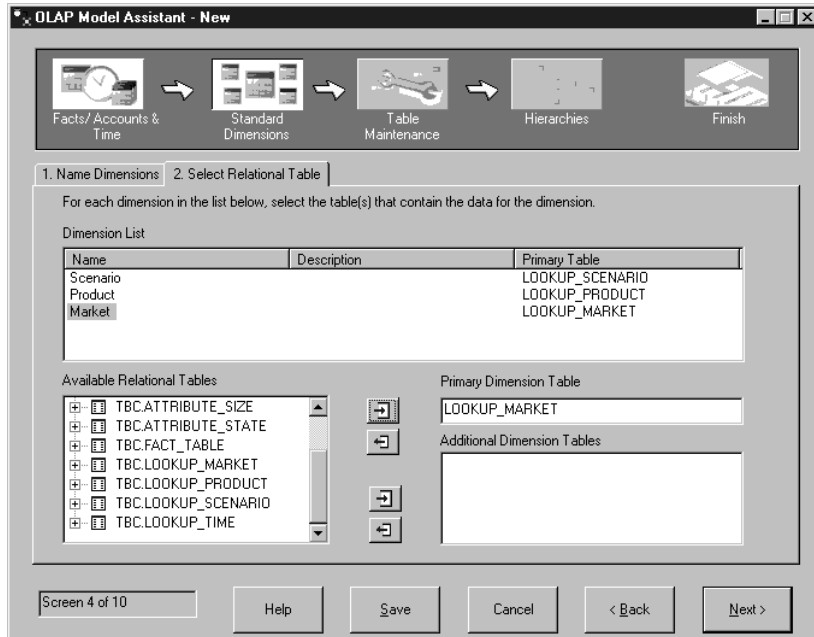 OLAP Model Assistant - New
Facts/ Accounts & Time
Standard Dimensions
Table Maintenance
Hierarchies
Finish
1. Name Dimensions
2. Select Relational Table
For each dimension in the list below, select the table(s) that contain the data for the dimension.
Dimension List
Name Description Primary Table
Scenario LOOKUP_SCENARIO
Product LOOKUP_PRODUCT
Market LOOKUP_MARKET
Available Relational Tables
TBC.ATTRIBUTE_SIZE
TBC.ATTRIBUTE_STATE
TBC.FACT_TABLE
TBC.LOOKUP_MARKET
TBC.LOOKUP_PRODUCT
TBC.LOOKUP_SCENARIO
TBC.LOOKUP_TIME
Primary Dimension Table
LOOKUP_MARKET
Additional Dimension Tables
Screen 4 of 10
Help
Save
Cancel
< Back
Next >